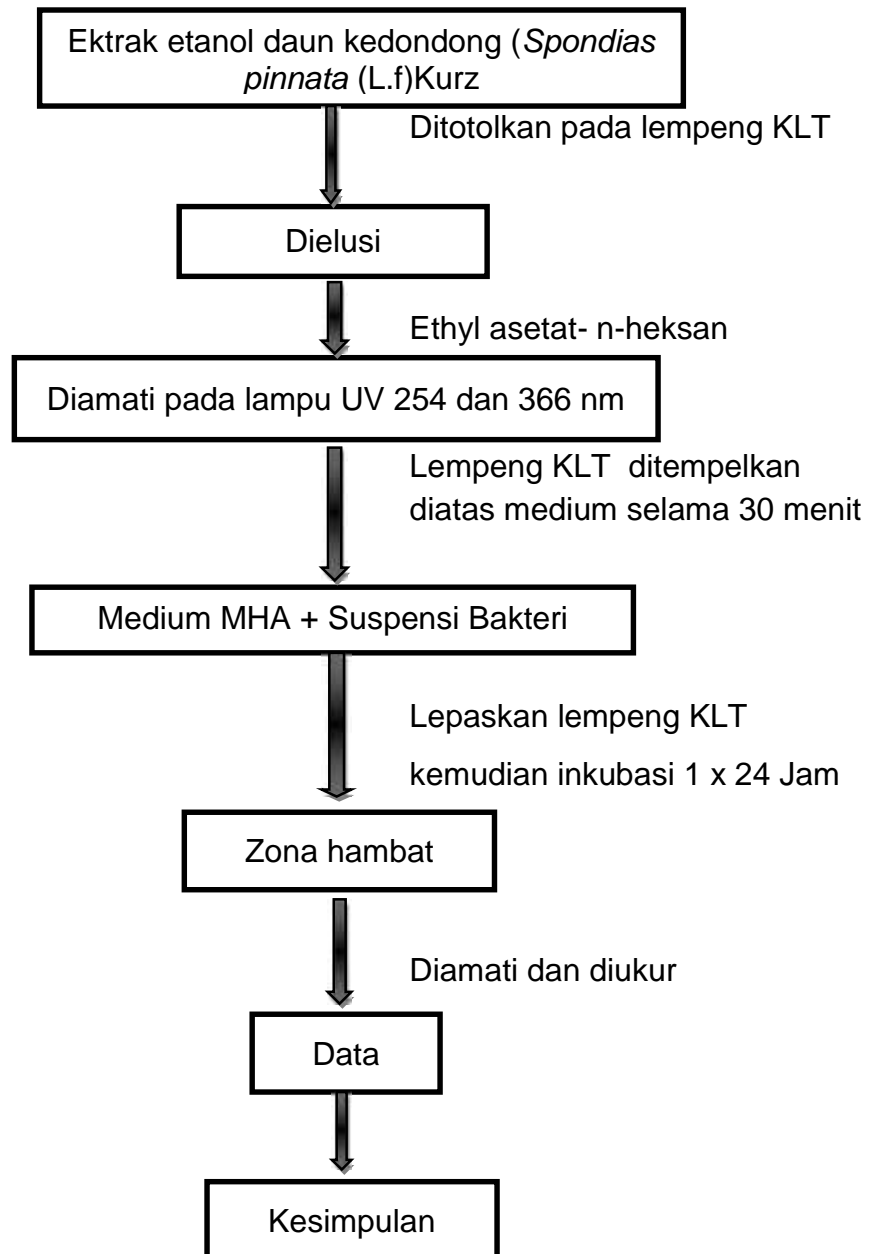 Ektrak etanol daun kedondong (Spondias
pinnata (L.f)Kurz
Ditotolkan pada lempeng KLT
Dielusi
Ethyl asetat- n-heksan
Diamati pada lampu UV 254 dan 366 nm
Lempeng KLT ditempelkan
diatas medium selama 30 menit
Medium MHA + Suspensi Bakteri
Lepaskan lempeng KLT
kemudian inkubasi 1 x 24 Jam
Zona hambat
Diamati dan diukur
Data
Kesimpulan